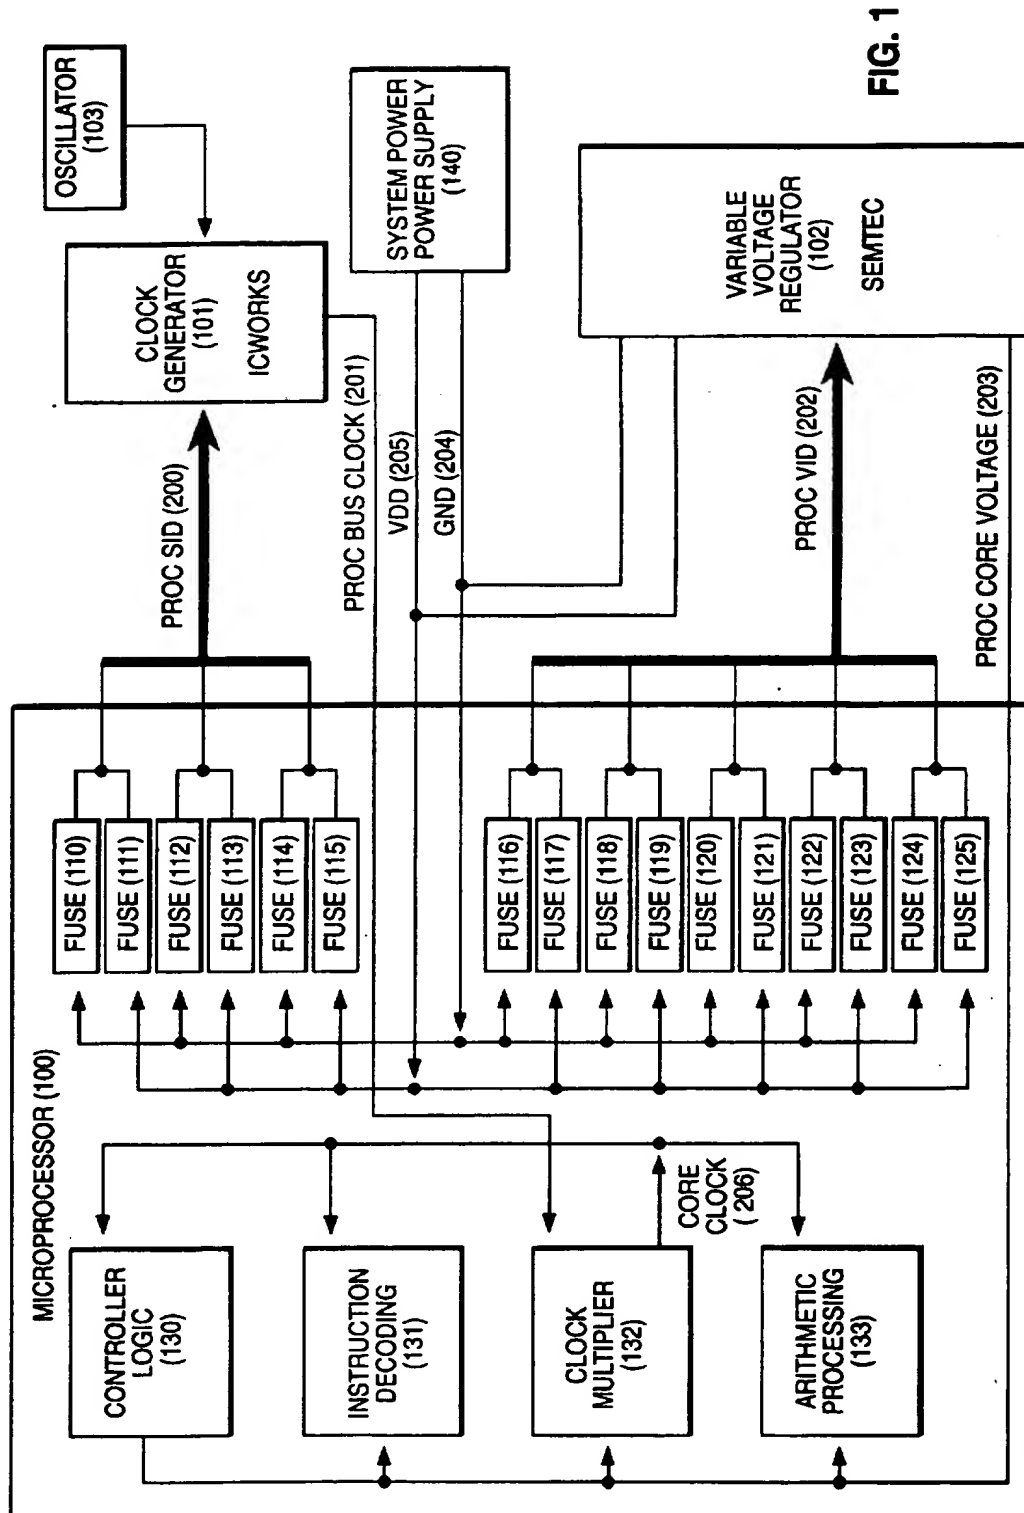 MICROPROCESSOR (100)
CONTROLLER
LOGIC
(130)
INSTRUCTION
DECODING
(131)
CLOCK
MULTIPLIER
(132)
ARITHMETIC
PROCESSING
(133)
CORE
CLOCK
( 206)
FUSE (110)
FUSE (111)
FUSE (112)
FUSE (113)
FUSE (114)
FUSE (115)
FUSE (116)
FUSE (117)
FUSE (118)
FUSE (119)
FUSE (120)
FUSE (121)
FUSE (122)
FUSE (123)
FUSE (124)
FUSE (125)
PROC SID (200)
PROC BUS CLOCK (201)
VDD (205)
GND (204)
PROC VID (202)
PROC CORE VOLTAGE (203)
CLOCK
GENERATOR
(101)
ICWORKS
OSCILLATOR
(103)
SYSTEM POWER
POWER SUPPLY
(140)
VARIABLE
VOLTAGE
REGULATOR
(102)
SEMTEC
FIG. 1